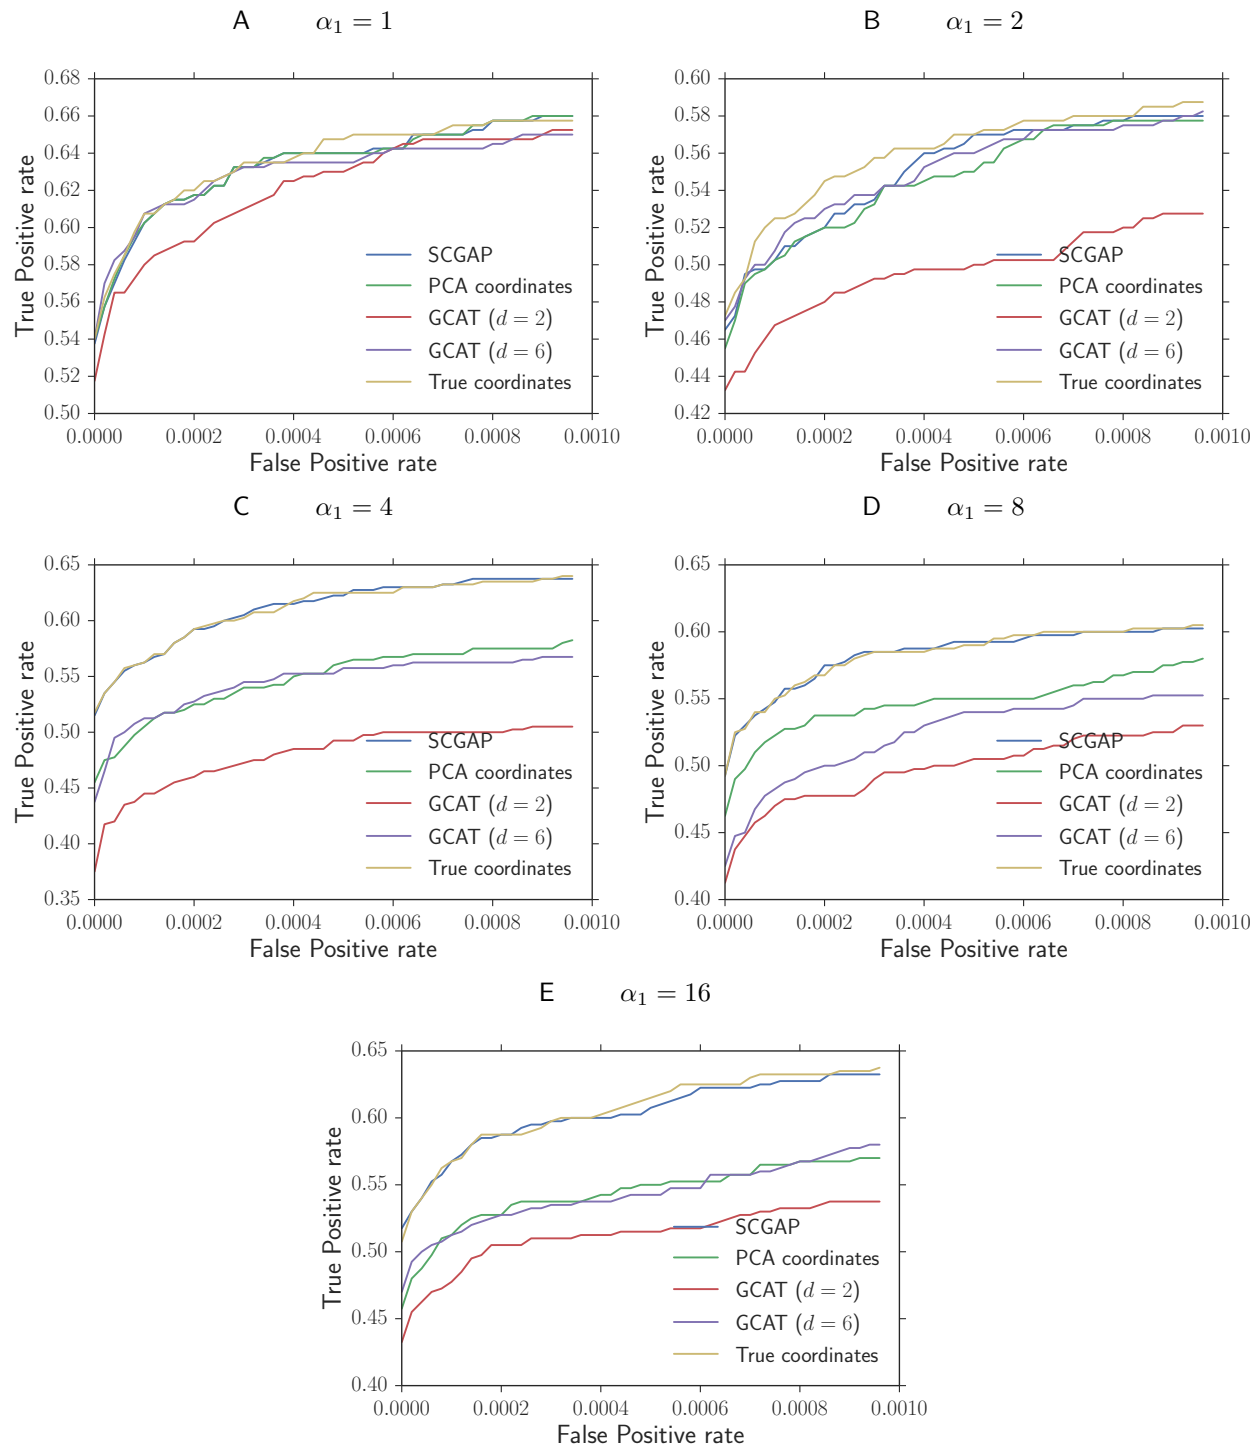 A α₁ = 1
0.68
0.66
0.64
0.62
0.60
0.58
0.56
0.54
0.52
0.50
True Positive rate
SCGAP
PCA coordinates
GCAT (d = 2)
GCAT (d = 6)
True coordinates
0.0000 0.0002 0.0004 0.0006 0.0008 0.0010
False Positive rate
B α₁ = 2
0.60
0.58
0.56
0.54
0.52
0.50
0.48
0.46
0.44
0.42
True Positive rate
SCGAP
PCA coordinates
GCAT (d = 2)
GCAT (d = 6)
True coordinates
0.0000 0.0002 0.0004 0.0006 0.0008 0.0010
False Positive rate
C α₁ = 4
0.65
0.60
0.55
0.50
0.45
0.40
0.35
True Positive rate
SCGAP
PCA coordinates
GCAT (d = 2)
GCAT (d = 6)
True coordinates
0.0000 0.0002 0.0004 0.0006 0.0008 0.0010
False Positive rate
D α₁ = 8
0.65
0.60
0.55
0.50
0.45
0.40
True Positive rate
SCGAP
PCA coordinates
GCAT (d = 2)
GCAT (d = 6)
True coordinates
0.0000 0.0002 0.0004 0.0006 0.0008 0.0010
False Positive rate
E α₁ = 16
0.65
0.60
0.55
0.50
0.45
0.40
True Positive rate
SCGAP
PCA coordinates
GCAT (d = 2)
GCAT (d = 6)
True coordinates
0.0000 0.0002 0.0004 0.0006 0.0008 0.0010
False Positive rate